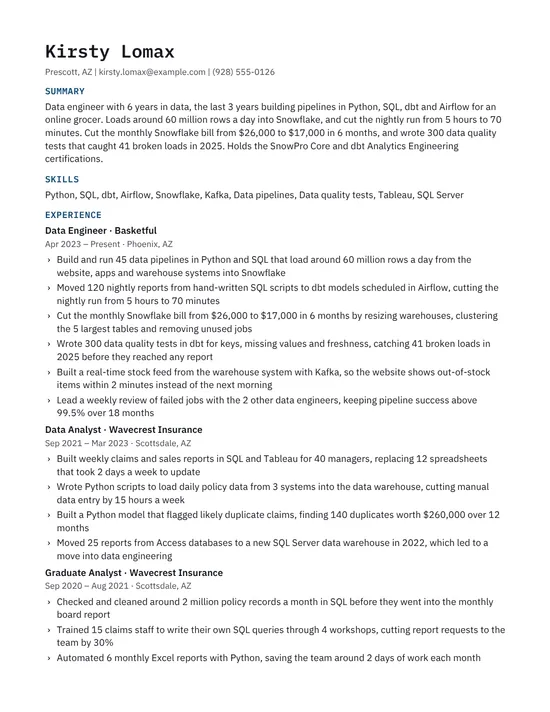 Kirsty Lomax
Prescott, AZ | kirsty.lomax@example.com | (928) 555-0126
SUMMARY
Data engineer with 6 years in data, the last 3 years building pipelines in Python, SQL, dbt and Airflow for an
online grocer. Loads around 60 million rows a day into Snowflake, and cut the nightly run from 5 hours to 70
minutes. Cut the monthly Snowflake bill from $26,000 to $17,000 in 6 months, and wrote 300 data quality
tests that caught 41 broken loads in 2025. Holds the SnowPro Core and dbt Analytics Engineering
certifications.
SKILLS
Python, SQL, dbt, Airflow, Snowflake, Kafka, Data pipelines, Data quality tests, Tableau, SQL Server
EXPERIENCE
Data Engineer · Basketful
Apr 2023 – Present · Phoenix, AZ
› Build and run 45 data pipelines in Python and SQL that load around 60 million rows a day from the
website, apps and warehouse systems into Snowflake
› Moved 120 nightly reports from hand-written SQL scripts to dbt models scheduled in Airflow, cutting the
nightly run from 5 hours to 70 minutes
› Cut the monthly Snowflake bill from $26,000 to $17,000 in 6 months by resizing warehouses, clustering
the 5 largest tables and removing unused jobs
› Wrote 300 data quality tests in dbt for keys, missing values and freshness, catching 41 broken loads in
2025 before they reached any report
› Built a real-time stock feed from the warehouse system with Kafka, so the website shows out-of-stock
items within 2 minutes instead of the next morning
› Lead a weekly review of failed jobs with the 2 other data engineers, keeping pipeline success above
99.5% over 18 months
Data Analyst · Wavecrest Insurance
Sep 2021 – Mar 2023 · Scottsdale, AZ
› Built weekly claims and sales reports in SQL and Tableau for 40 managers, replacing 12 spreadsheets
that took 2 days a week to update
› Wrote Python scripts to load daily policy data from 3 systems into the data warehouse, cutting manual
data entry by 15 hours a week
› Built a Python model that flagged likely duplicate claims, finding 140 duplicates worth $260,000 over 12
months
› Moved 25 reports from Access databases to a new SQL Server data warehouse in 2022, which led to a
move into data engineering
Graduate Analyst · Wavecrest Insurance
Sep 2020 – Aug 2021 · Scottsdale, AZ
› Checked and cleaned around 2 million policy records a month in SQL before they went into the monthly
board report
› Trained 15 claims staff to write their own SQL queries through 4 workshops, cutting report requests to the
team by 30%
› Automated 6 monthly Excel reports with Python, saving the team around 2 days of work each month